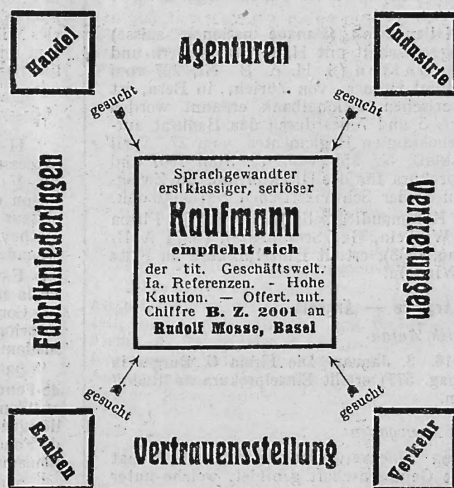 Handel
Agenturen
Industrie
gesucht
gesucht
Fabrikniederlagen
Sprachgewandter
erstklassiger, seriöser
Kaufmann
empfiehlt sich
der tit. Geschäftswelt.
Ia. Referenzen. - Hohe
Kaution. — Offert. unt.
Chiffre B. Z. 2001 an
Rudolf Mosse, Basel
Vertretungen
gesucht
gesucht
Banken
Vertrauensstellung
Verkehr